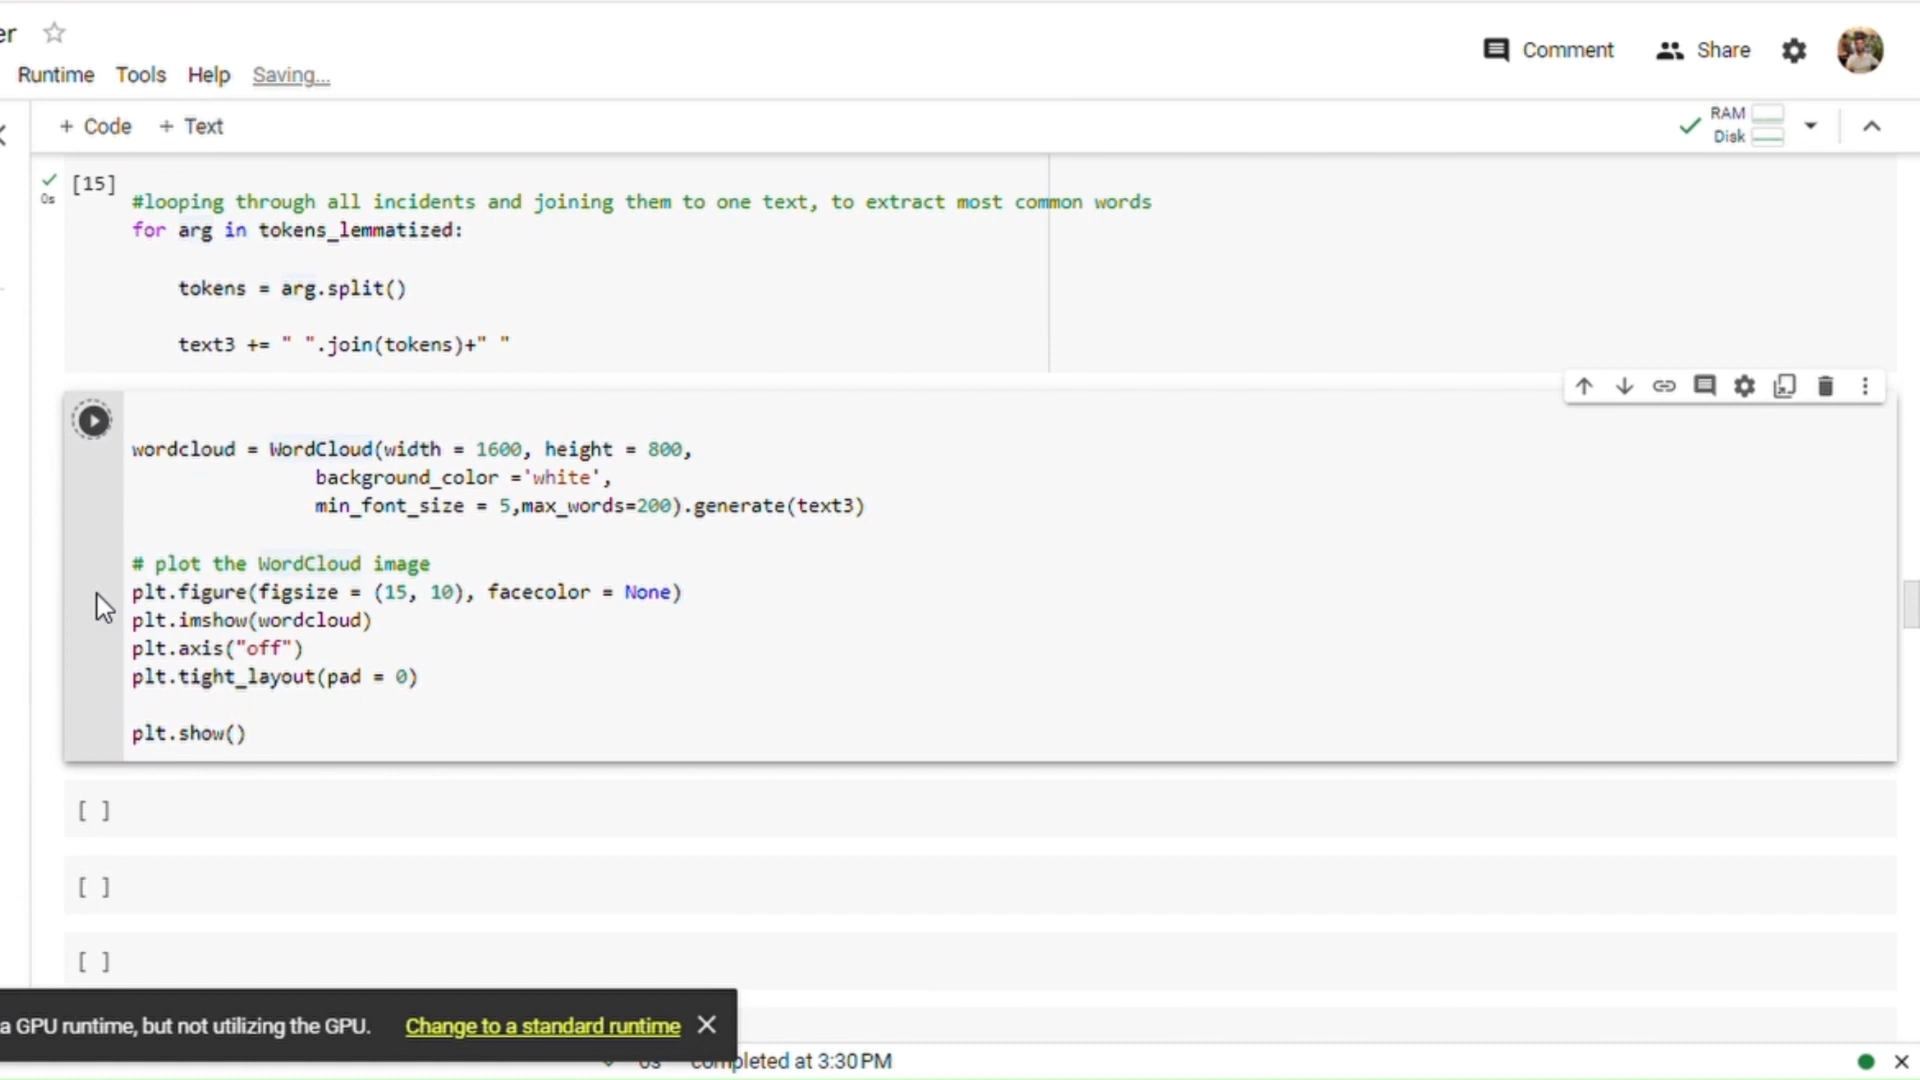 er
Comment
Share
Runtime Tools Help Saving...
+ Code + Text
RAM
Disk
[15]
0s
#looping through all incidents and joining them to one text, to extract most common words
for arg in tokens_lemmatized:
tokens = arg.split()
text3 += " ".join(tokens)+" "
wordcloud = WordCloud(width = 1600, height = 800,
background_color ='white',
min_font_size = 5,max_words=200).generate(text3)
# plot the WordCloud image
plt.figure(figsize = (15, 10), facecolor = None)
plt.imshow(wordcloud)
plt.axis("off")
plt.tight_layout(pad = 0)
plt.show()
[ ]
[ ]
[ ]
a GPU runtime, but not utilizing the GPU. Change to a standard runtime
completed at 3:30 PM